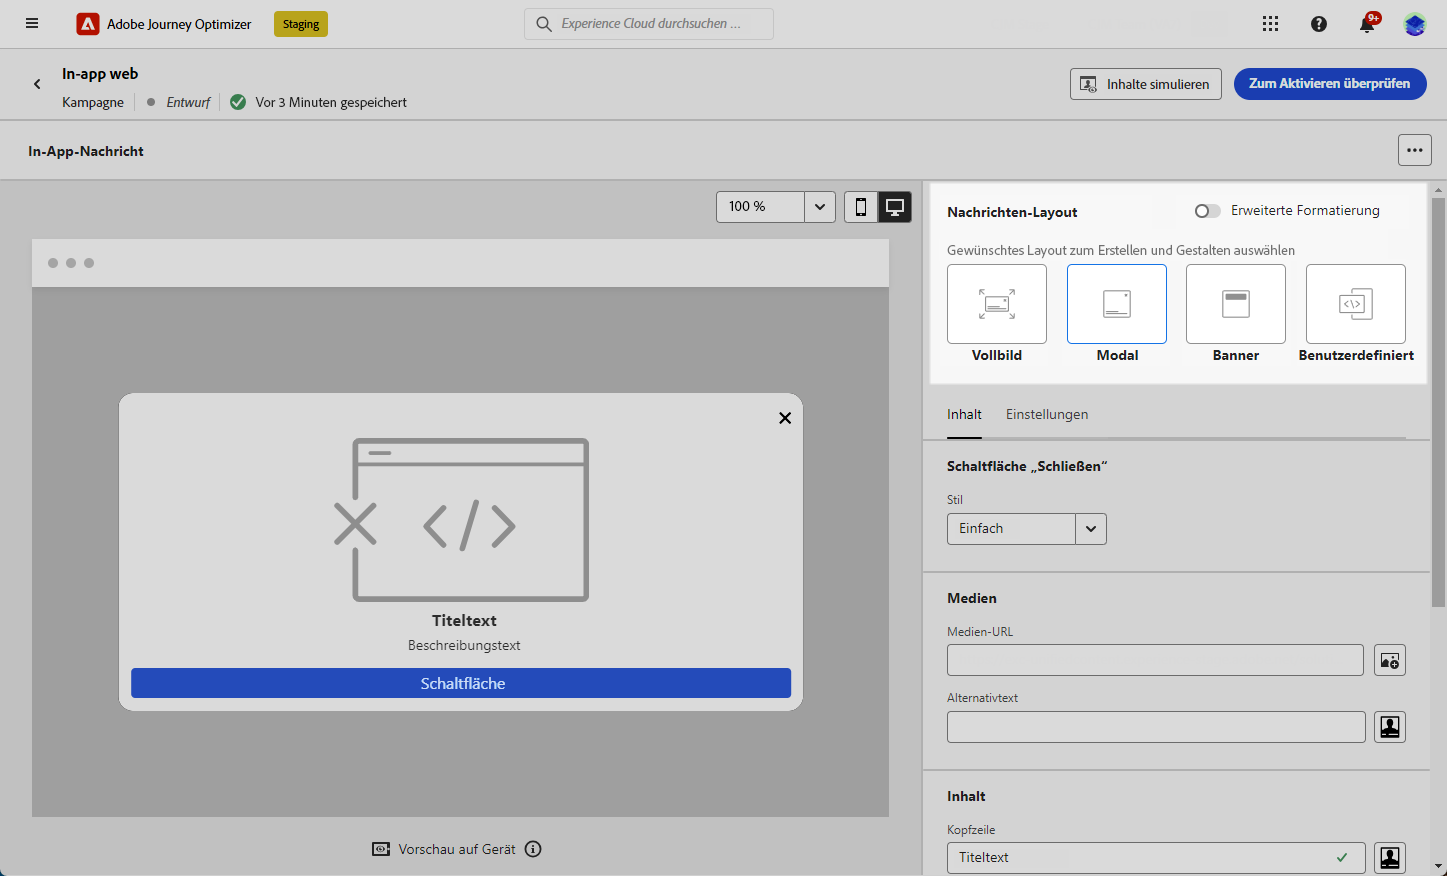 Adobe Journey Optimizer
Staging
Experience Cloud durchsuchen ...
9+
In-app web
Kampagne
Entwurf
Vor 3 Minuten gespeichert
Inhalte simulieren
Zum Aktivieren überprüfen
In-App-Nachricht
100 %
Nachrichten-Layout
Erweiterte Formatierung
Gewünschtes Layout zum Erstellen und Gestalten auswählen
Vollbild
Modal
Banner
Benutzerdefiniert
Inhalt
Einstellungen
Schaltfläche „Schließen“
Stil
Einfach
Medien
Medien-URL
Alternativtext
Inhalt
Kopfzeile
Titeltext
Titeltext
Beschreibungstext
Schaltfläche
Vorschau auf Gerät